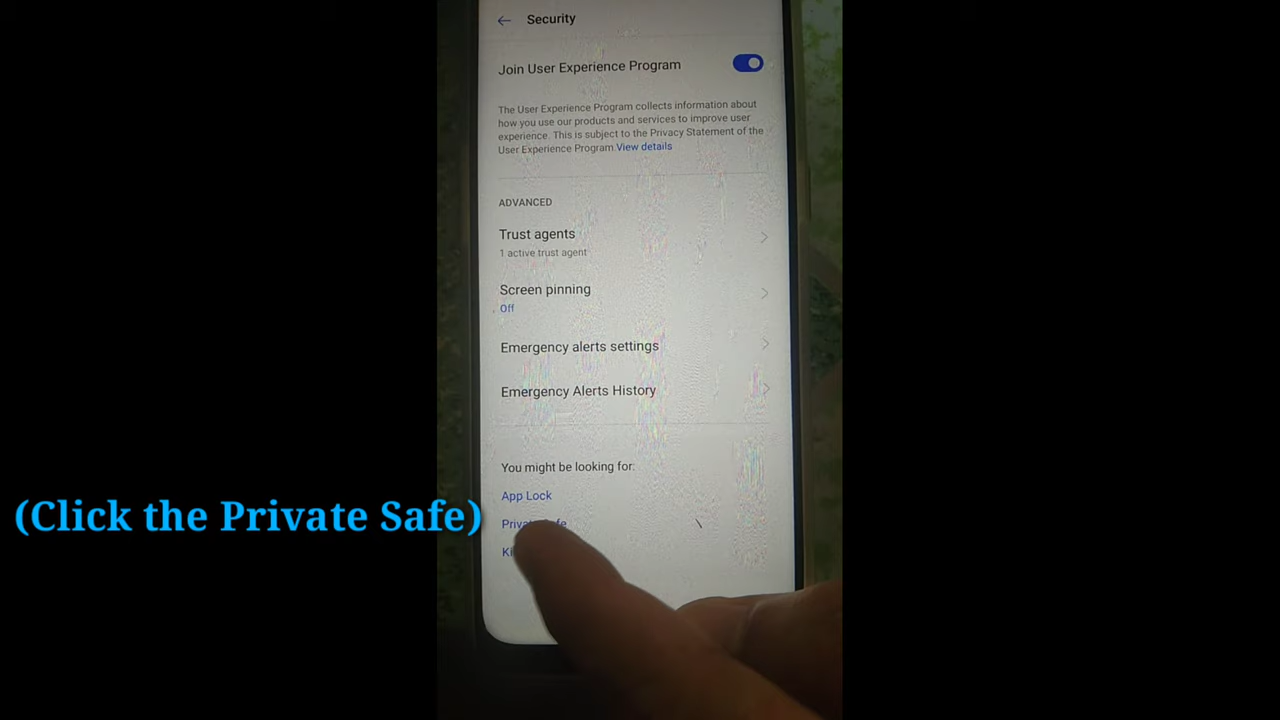 Security
Join User Experience Program
The User Experience Program collects information about
how you use our products and services to improve user
experience. This is subject to the Privacy Statement of the
User Experience Program View details
ADVANCED
Trust agents
1 active trust agent
Screen pinning
Off
Emergency alerts settings
Emergency Alerts History
You might be looking for:
App Lock
(Click the Private Safe)